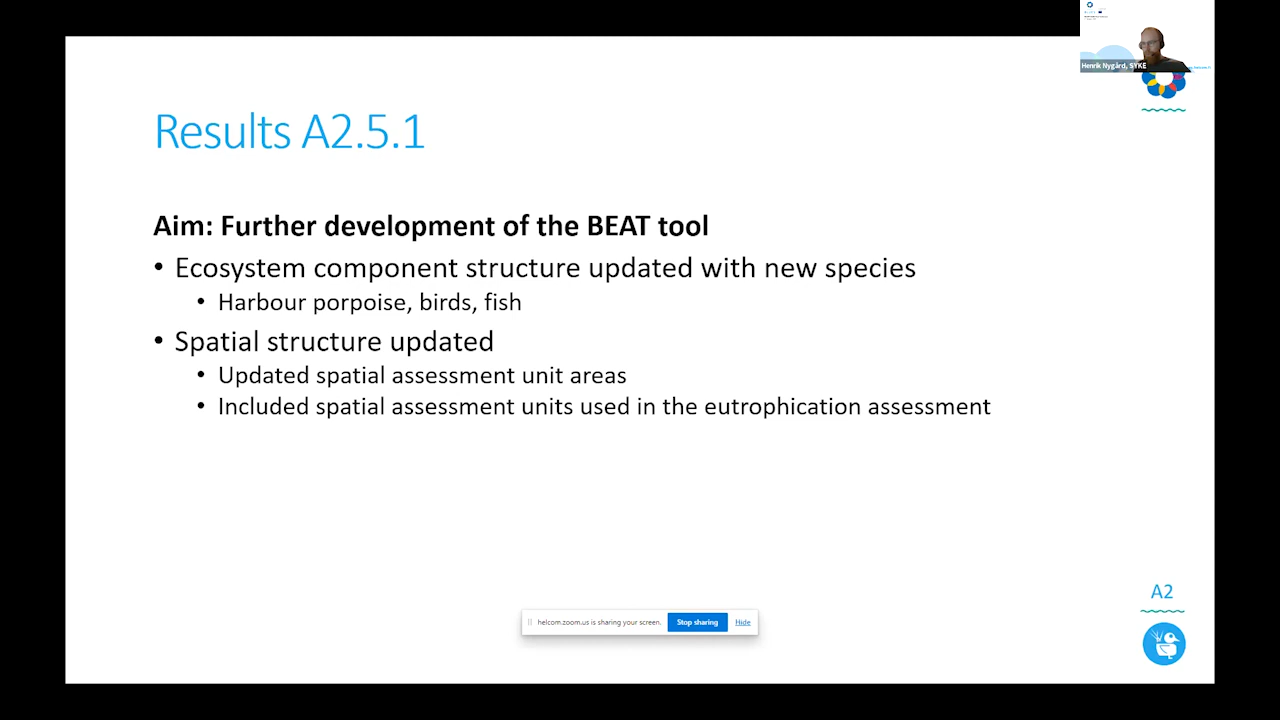 Henrik Nygård, SYKE
Results A2.5.1
Aim: Further development of the BEAT tool
• Ecosystem component structure updated with new species
• Harbour porpoise, birds, fish
• Spatial structure updated
• Updated spatial assessment unit areas
• Included spatial assessment units used in the eutrophication assessment
A2
helcom.zoom.us is sharing your screen.
Stop sharing
Hide